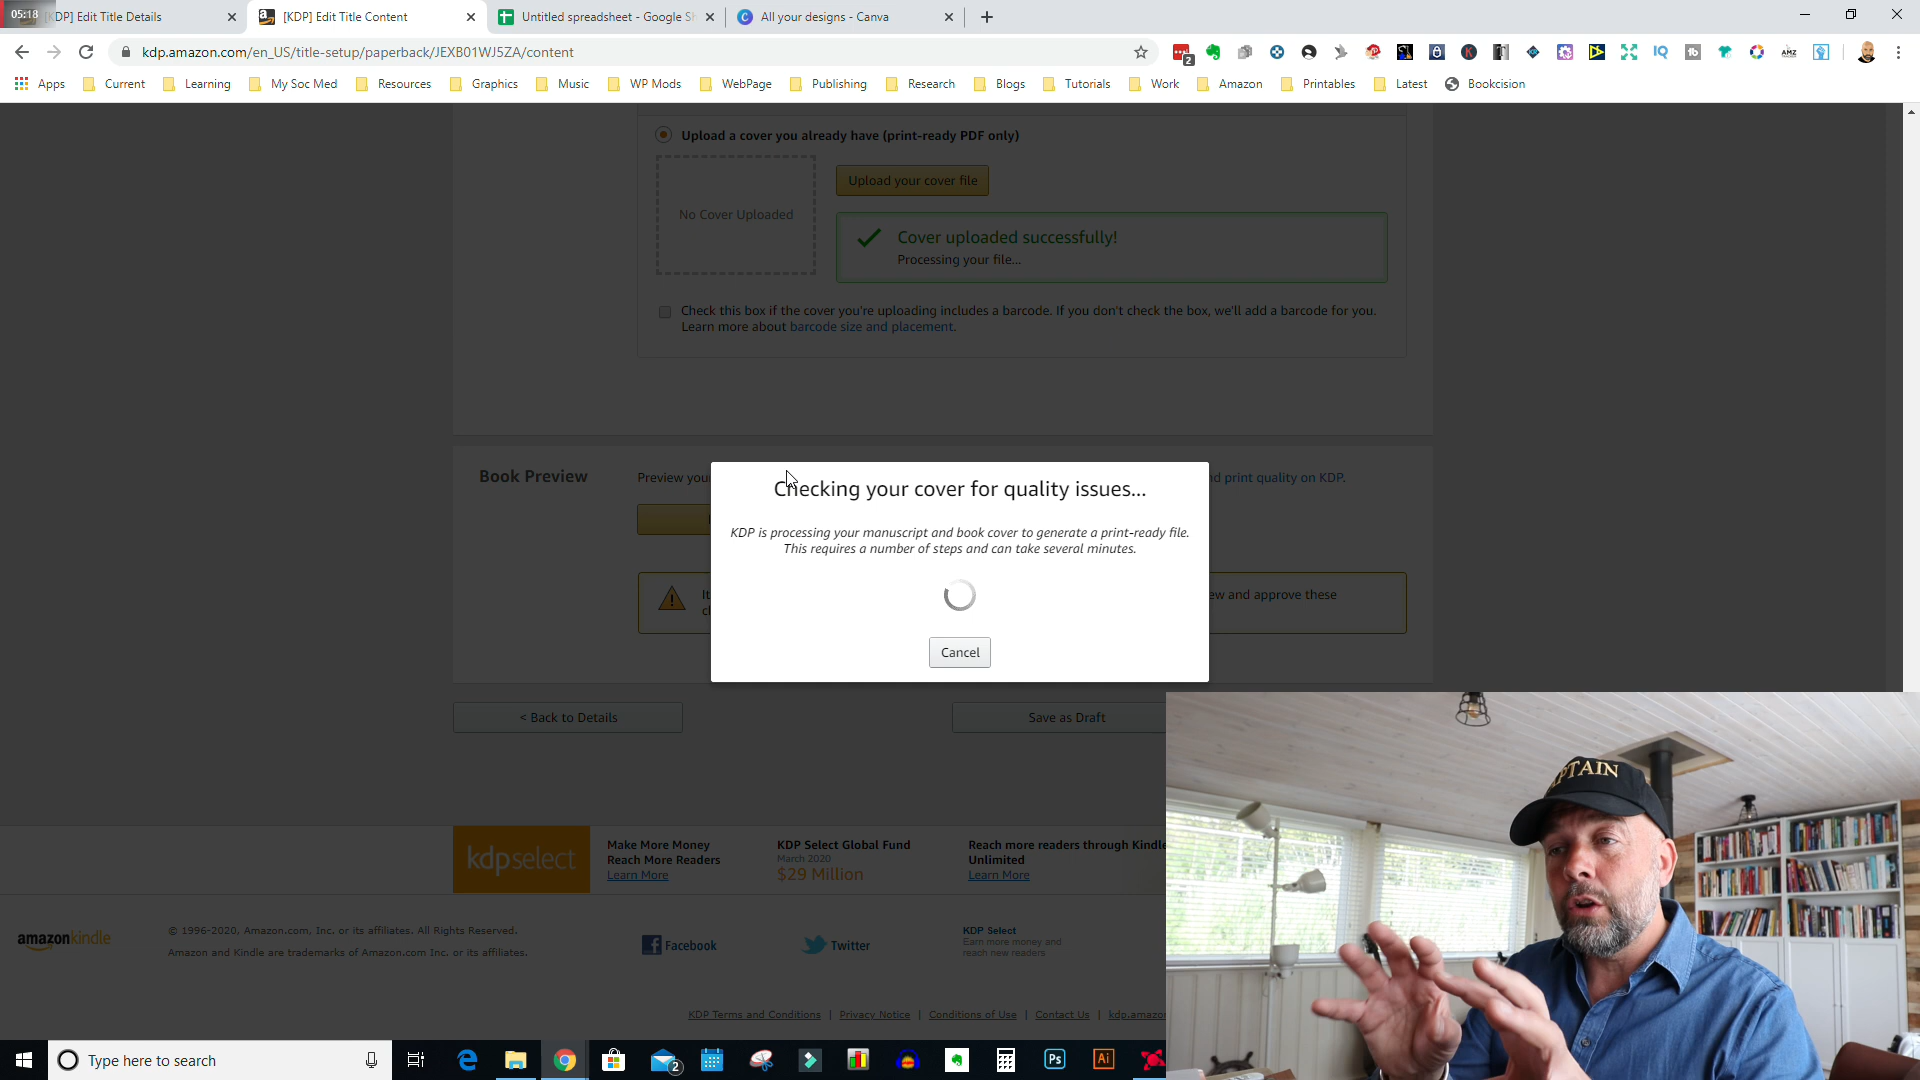 05:18
KDP] Edit Title Details
[KDP] Edit Title Content
Untitled spreadsheet - Google Sh
All your designs - Canva
kdp.amazon.com/en_US/title-setup/paperback/JEXB01WJ5ZA/content
Apps
Current
Learning
My Soc Med
Resources
Graphics
Music
WP Mods
WebPage
Publishing
Research
Blogs
Tutorials
Work
Amazon
Printables
Latest
Bookcision
Upload a cover you already have (print-ready PDF only)
No Cover Uploaded
Upload your cover file
Cover uploaded successfully!
Processing your file...
Check this box if the cover you're uploading includes a barcode. If you don't check the box, we'll add a barcode for you.
Learn more about barcode size and placement.
Book Preview
Preview you
d print quality on KDP.
Checking your cover for quality issues...
KDP is processing your manuscript and book cover to generate a print-ready file.
This requires a number of steps and can take several minutes.
Cancel
It
ew and approve these
< Back to Details
Save as Draft
kdpselect
Make More Money
Reach More Readers
Learn More
KDP Select Global Fund
March 2020
$29 Million
Reach more readers through Kindle
Unlimited
Learn More
amazonkindle
© 1996-2020, Amazon.com, Inc. or its affiliates. All Rights Reserved.
Amazon and Kindle are trademarks of Amazon.com Inc. or its affiliates.
Facebook
Twitter
KDP Select
Earn more money and
reach new readers
KDP Terms and Conditions | Privacy Notice | Conditions of Use | Contact Us | kdp.amazo
Type here to search
2
Ps
Ai
PTAIN